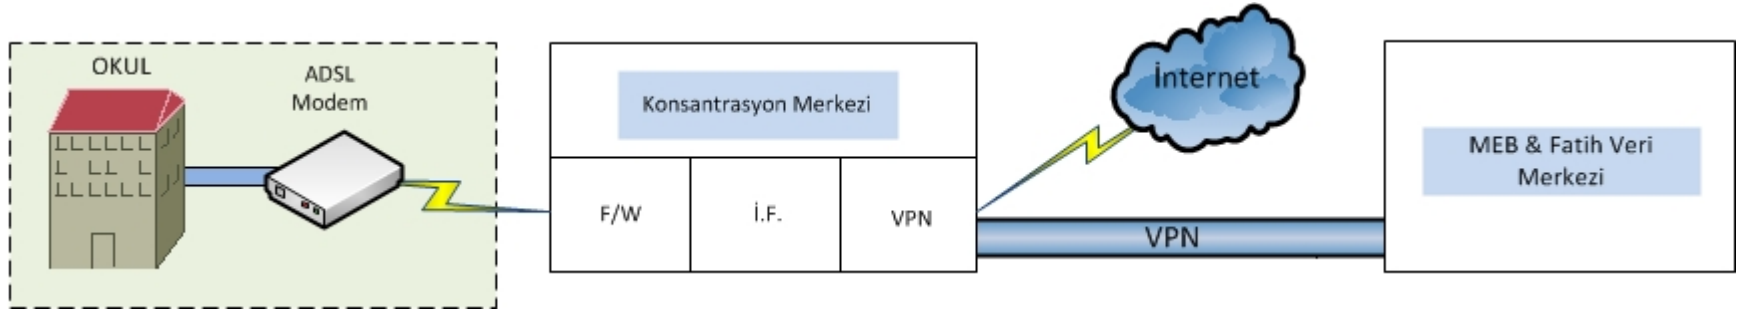 OKUL
ADSL
Modem
Konsantrasyon Merkezi
F/W
İ.F.
VPN
İnternet
VPN
MEB & Fatih Veri
Merkezi